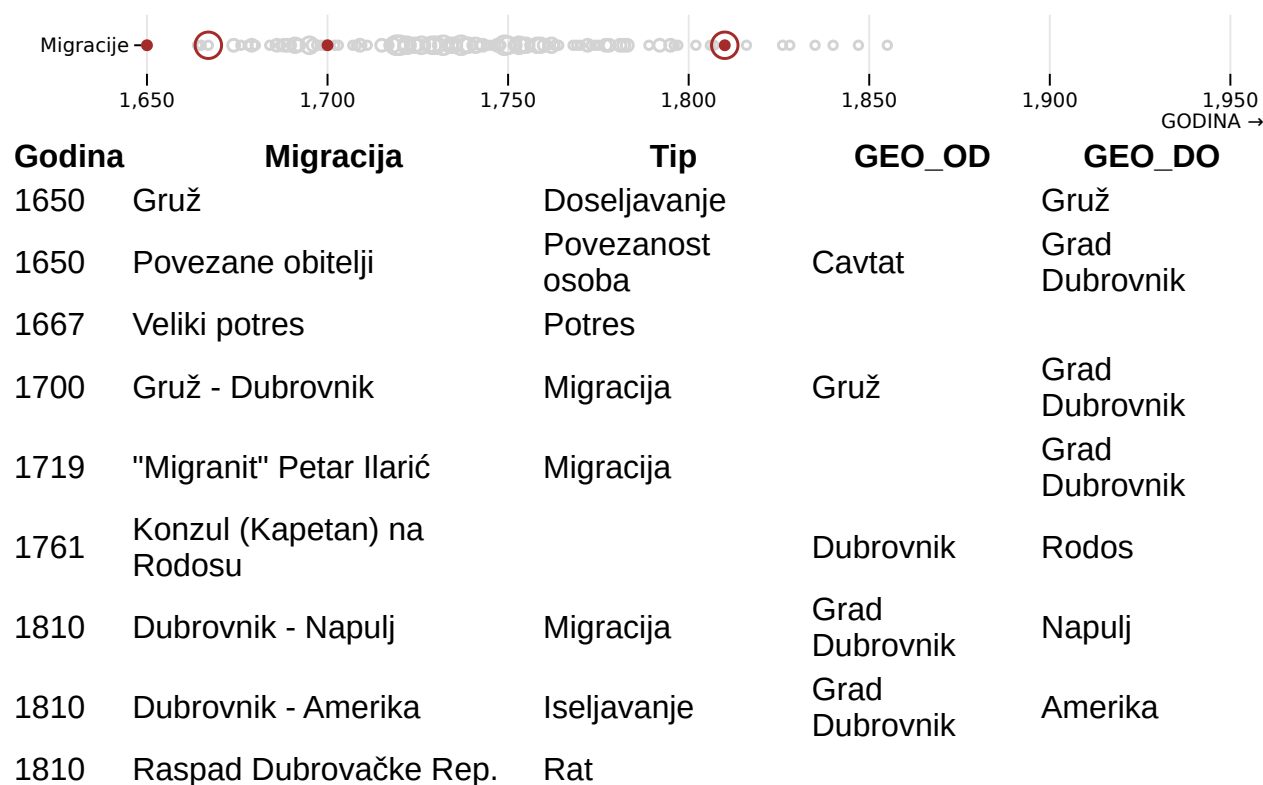 Migracije
1,650 1,700 1,750 1,800 1,850 1,900 1,950
GODINA →
Godina Migracija Tip GEO_OD GEO_DO
1650 Gruž Doseljavanje Gruž
1650 Povezane obitelji Povezanost osoba Cavtat Grad Dubrovnik
1667 Veliki potres Potres
1700 Gruž - Dubrovnik Migracija Gruž Grad Dubrovnik
1719 "Migranit" Petar Ilarić Migracija Grad Dubrovnik
1761 Konzul (Kapetan) na Rodosu Dubrovnik Rodos
1810 Dubrovnik - Napulj Migracija Grad Dubrovnik Napulj
1810 Dubrovnik - Amerika Iseljavanje Grad Dubrovnik Amerika
1810 Raspad Dubrovačke Rep. Rat